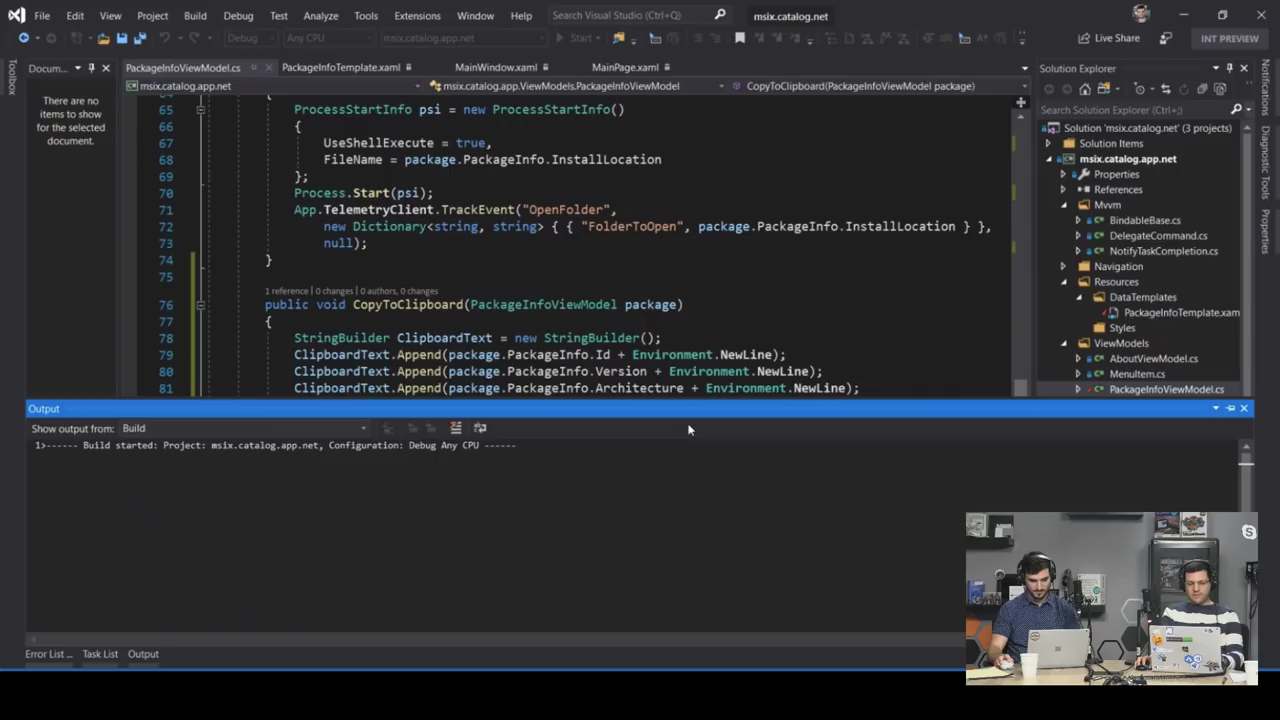 File Edit View Project Build Debug Test Analyze Tools Extensions Window Help Search Visual Studio (Ctrl+Q) msix.catalog.net
Debug Any CPU msix.catalog.app.net Start Live Share INT PREVIEW
Toolbox
Docum...
There are no
items to show
for the selected
document.
PackageInfoViewModel.cs PackageInfoTemplate.xaml MainWindow.xaml MainPage.xaml
msix.catalog.app.net msix.catalog.app.net.ViewModels.PackageInfoViewModel CopyToClipboard(PackageInfoViewModel package)
64 {
65 ProcessStartInfo psi = new ProcessStartInfo()
66 {
67 UseShellExecute = true,
68 FileName = package.PackageInfo.InstallLocation
69 };
70 Process.Start(psi);
71 App.TelemetryClient.TrackEvent("OpenFolder",
72 new Dictionary<string, string> { { "FolderToOpen", package.PackageInfo.InstallLocation } },
73 null);
74 }
75
1 reference | 0 changes | 0 authors, 0 changes
76 public void CopyToClipboard(PackageInfoViewModel package)
77 {
78 StringBuilder ClipboardText = new StringBuilder();
79 ClipboardText.Append(package.PackageInfo.Id + Environment.NewLine);
80 ClipboardText.Append(package.PackageInfo.Version + Environment.NewLine);
81 ClipboardText.Append(package.PackageInfo.Architecture + Environment.NewLine);
Solution Explorer
Search Solution Explorer (Ctrl+;)
Solution 'msix.catalog.net' (3 projects)
Solution Items
msix.catalog.app.net
Properties
References
Mvvm
BindableBase.cs
DelegateCommand.cs
NotifyTaskCompletion.cs
Navigation
Resources
DataTemplates
PackageInfoTemplate.xam
Styles
ViewModels
AboutViewModel.cs
MenuItem.cs
PackageInfoViewModel.cs
Notifications
Diagnostic Tools
Properties
Output
Show output from: Build
1>------ Build started: Project: msix.catalog.app.net, Configuration: Debug Any CPU ------
Error List ... Task List Output